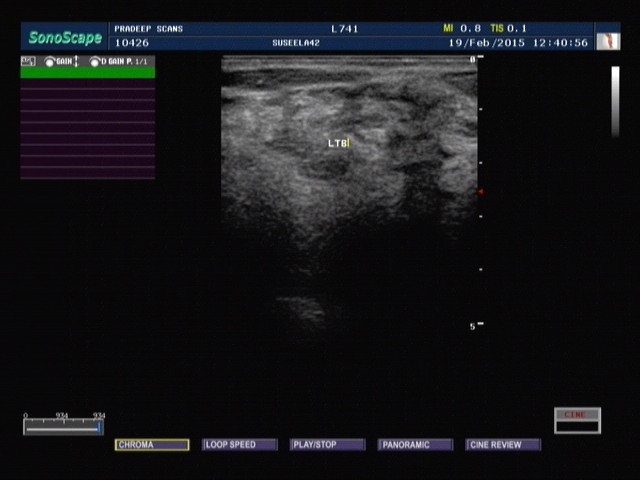 SonoScape
PRADEEP SCANS L741 MI 0.8 TIS 0.1
10426 SUSEELA42 19/Feb/2015 12:40:56
GAIN D GAIN P. 1/1
0
LTB
5
0 934 934
CINE
CHROMA LOOP SPEED PLAY/STOP PANORAMIC CINE REVIEW